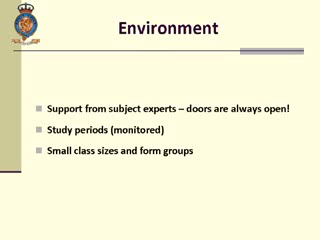 Environment
Support from subject experts – doors are always open!
Study periods (monitored)
Small class sizes and form groups